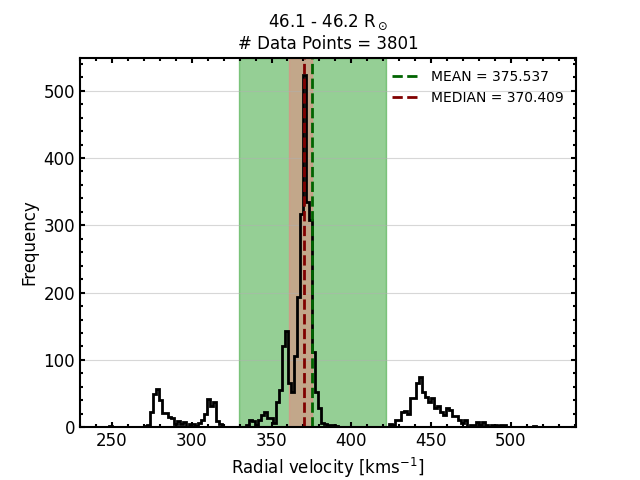 46.1 - 46.2 R⊙
# Data Points = 3801
MEAN = 375.537
MEDIAN = 370.409
500
400
300
200
100
0
Frequency
250 300 350 400 450 500
Radial velocity [kms⁻¹]